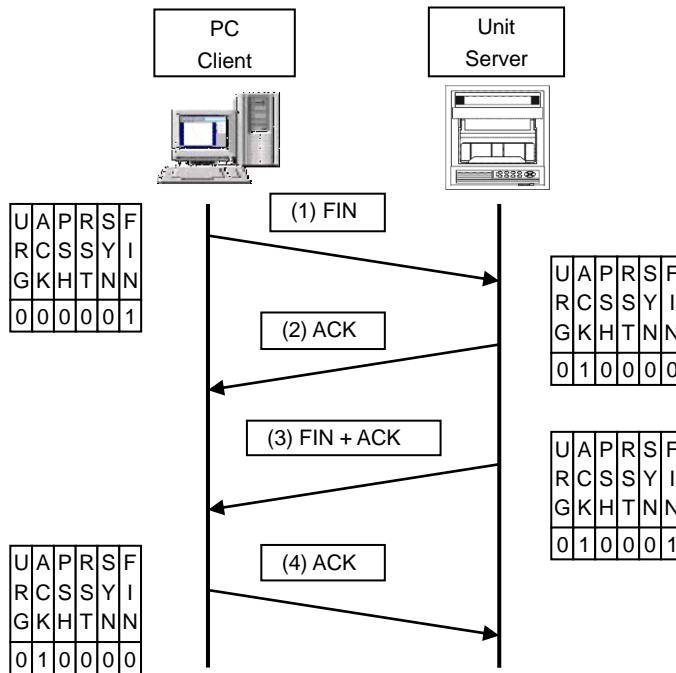 PC
Client
Unit
Server
(1) FIN
U A P R S F
R C S S Y I
G K H T N N
0 0 0 0 0 1
U A P R S F
R C S S Y I
G K H T N N
0 1 0 0 0 0
(2) ACK
(3) FIN + ACK
U A P R S F
R C S S Y I
G K H T N N
0 1 0 0 0 1
(4) ACK
U A P R S F
R C S S Y I
G K H T N N
0 1 0 0 0 0